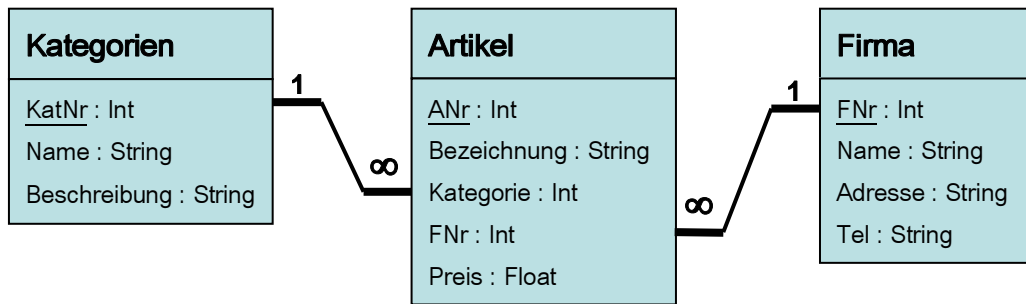 Kategorien
KatNr : Int
Name : String
Beschreibung : String
1
∞
Artikel
ANr : Int
Bezeichnung : String
Kategorie : Int
FNr : Int
Preis : Float
1
∞
Firma
FNr : Int
Name : String
Adresse : String
Tel : String